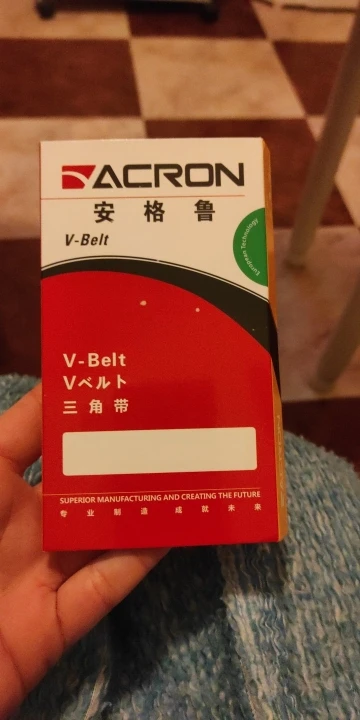 ACRON
安格鲁
V-Belt
European Technology
V-Belt
Vベルト
三角带
SUPERIOR MANUFACTURING AND CREATING THE FUTURE
专业制造成就未来